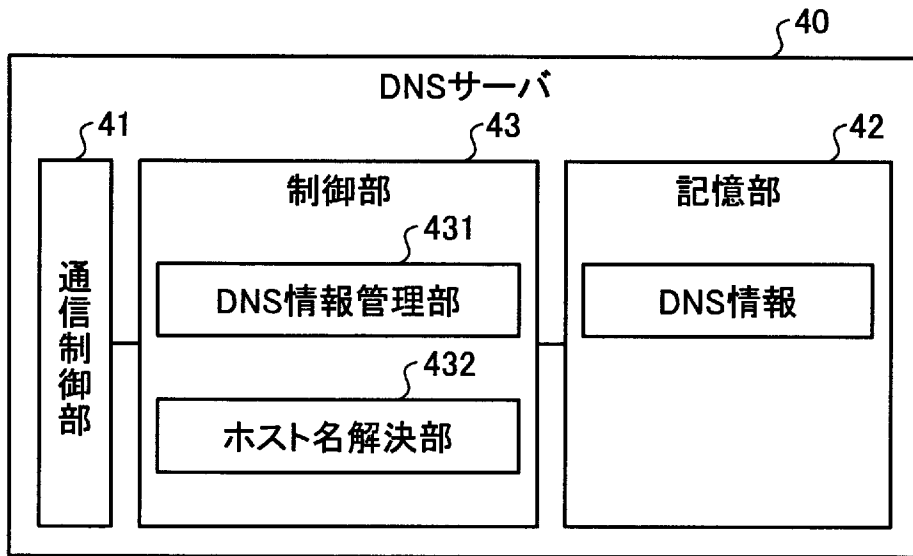 40
DNSサーバ
41
43
42
通信制御部
制御部
記憶部
431
DNS情報管理部
DNS情報
432
ホスト名解決部